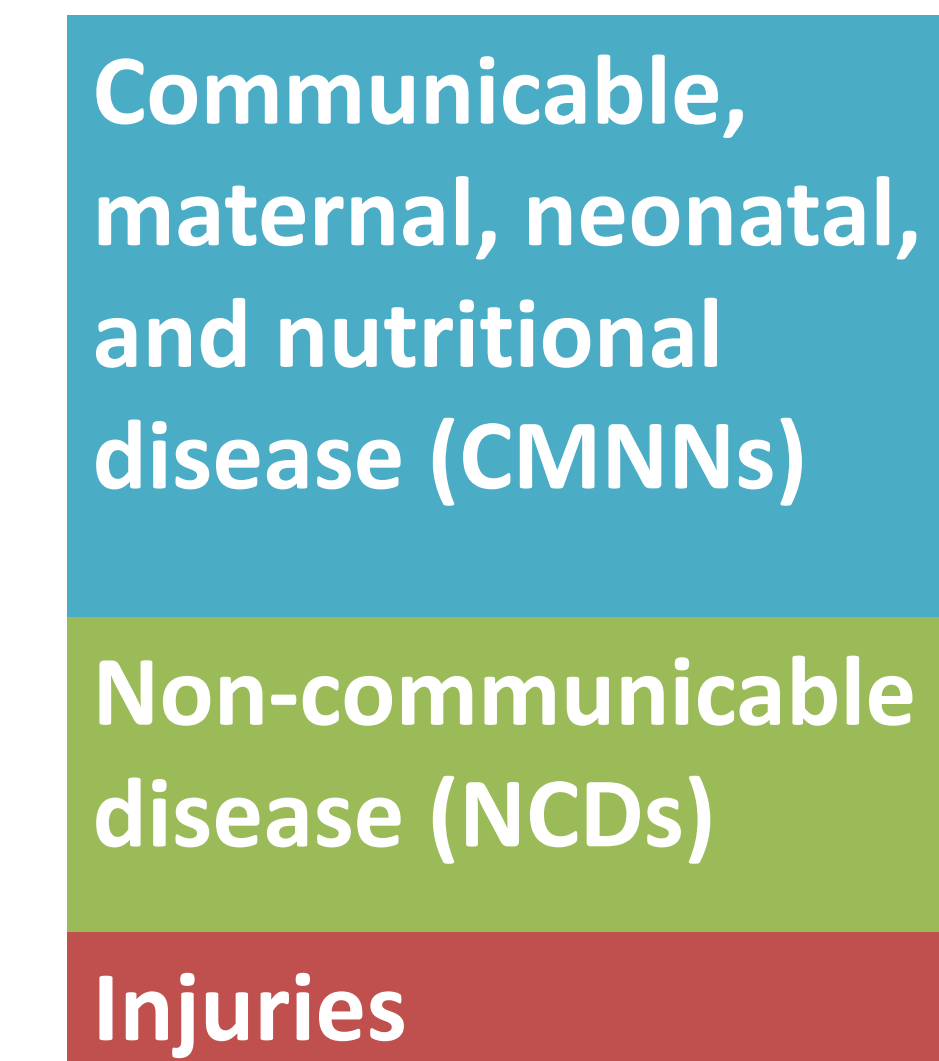 Communicable,
maternal, neonatal,
and nutritional
disease (CMNNs)
Non-communicable
disease (NCDs)
Injuries